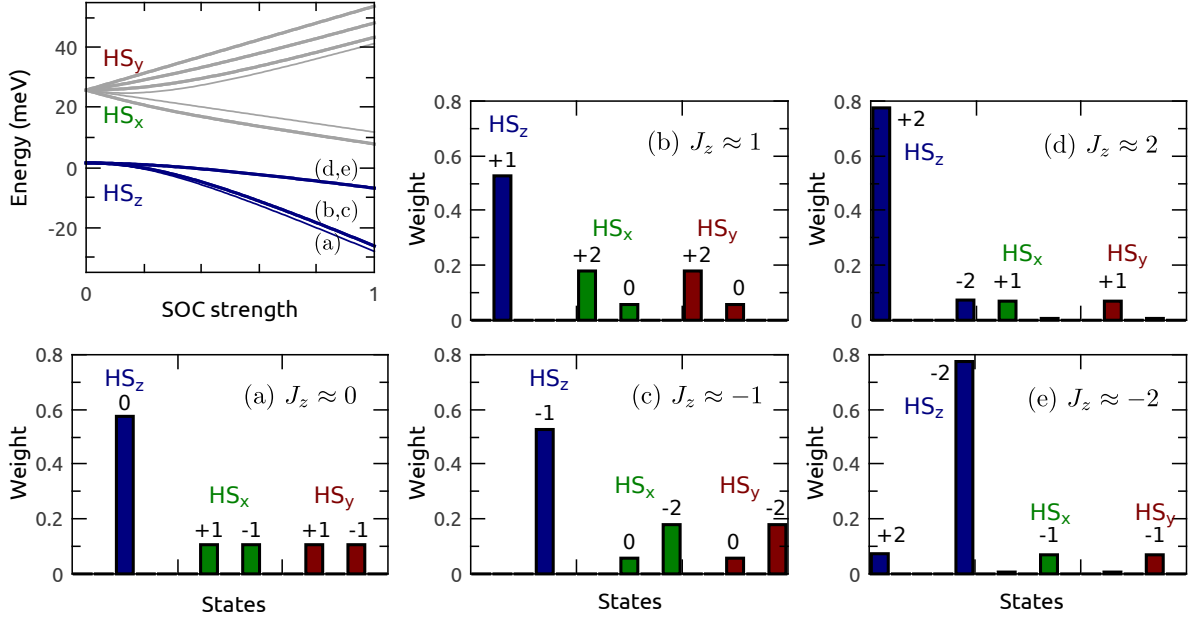 Energy (meV)
40
20
0
-20
HSy
HSx
HSz
(d,e)
(b,c)
(a)
0
1
SOC strength
Weight
0.8
0.6
0.4
0.2
0
HSz
+1
HSx
+2
0
HSy
+2
0
(b) Jz ≈ 1
Weight
0.8
0.6
0.4
0.2
0
+2
HSz
-2
HSx
+1
HSy
+1
(d) Jz ≈ 2
Weight
0.8
0.6
0.4
0.2
0
HSz
0
HSx
+1
-1
HSy
+1
-1
(a) Jz ≈ 0
States
Weight
0.8
0.6
0.4
0.2
0
HSz
-1
HSx
0
-2
HSy
0
-2
(c) Jz ≈ −1
States
Weight
0.8
0.6
0.4
0.2
0
+2
-2
HSz
HSx
-1
HSy
-1
(e) Jz ≈ −2
States